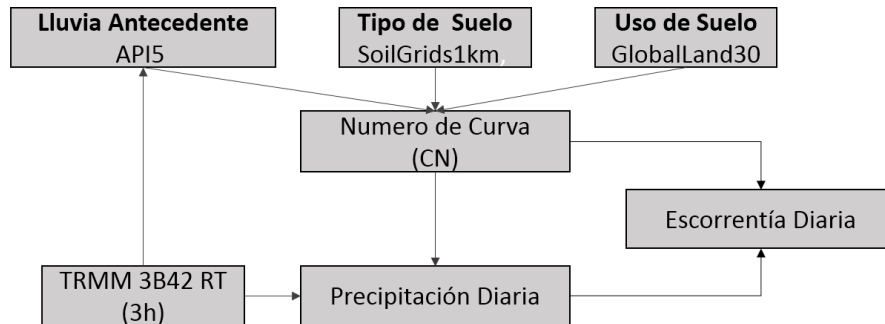 Lluvia Antecedente
API5
Tipo de Suelo
SoilGrids1km,
Uso de Suelo
GlobalLand30
Numero de Curva
(CN)
Escorrentía Diaria
TRMM 3B42 RT
(3h)
Precipitación Diaria